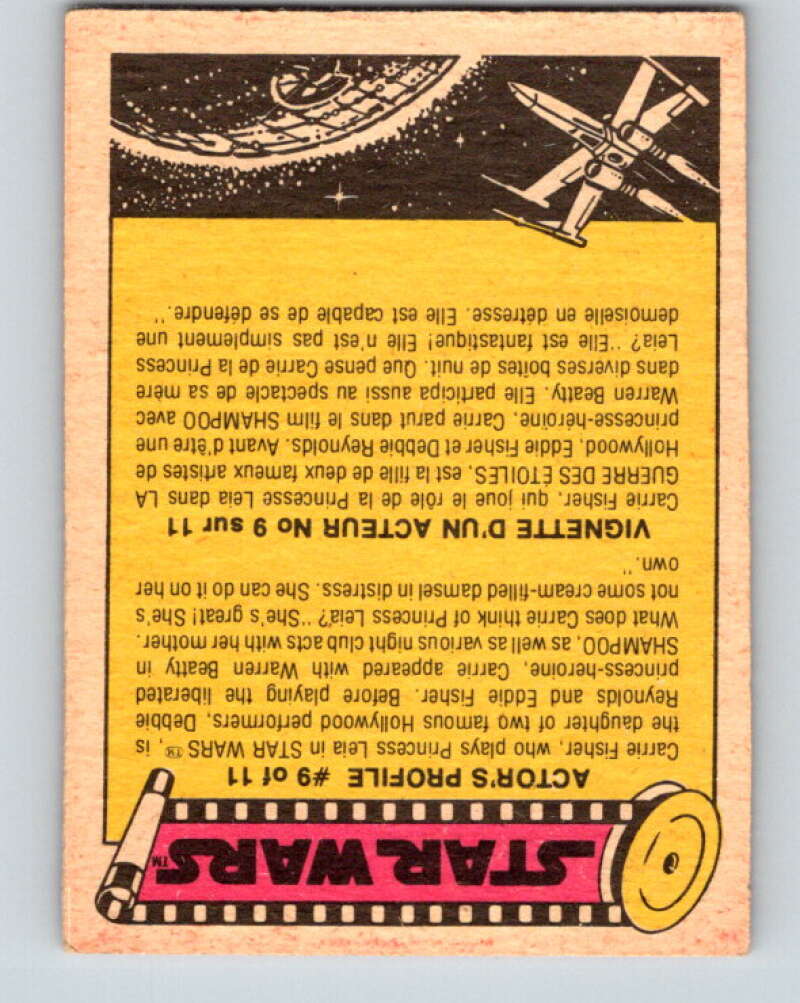 STAR WARS™
ACTOR'S PROFILE #9 of 11
Carrie Fisher, who plays Princess Leia in STAR WARS™, is
the daughter of two famous Hollywood performers, Debbie
Reynolds and Eddie Fisher. Before playing the liberated
princess-heroine, Carrie appeared with Warren Beatty in
SHAMPOO, as well as various night club acts with her mother.
What does Carrie think of Princess Leia? "She's great! She's
not some cream-filled damsel in distress. She can do it on her
own."
VIGNETTE D'UN ACTEUR No 9 sur 11
Carrie Fisher, qui joue le rôle de la Princesse Leia dans LA
GUERRE DES ÉTOILES, est la fille de deux fameux artistes de
Hollywood, Eddie Fisher et Debbie Reynolds. Avant d'être une
princesse-héroine, Carrie parut dans le film SHAMPOO avec
Warren Beatty. Elle participa aussi au spectacle de sa mère
dans diverses boîtes de nuit. Que pense Carrie de la Princess
Leia? "Elle est fantastique! Elle n'est pas simplement une
demoiselle en détresse. Elle est capable de se défendre."